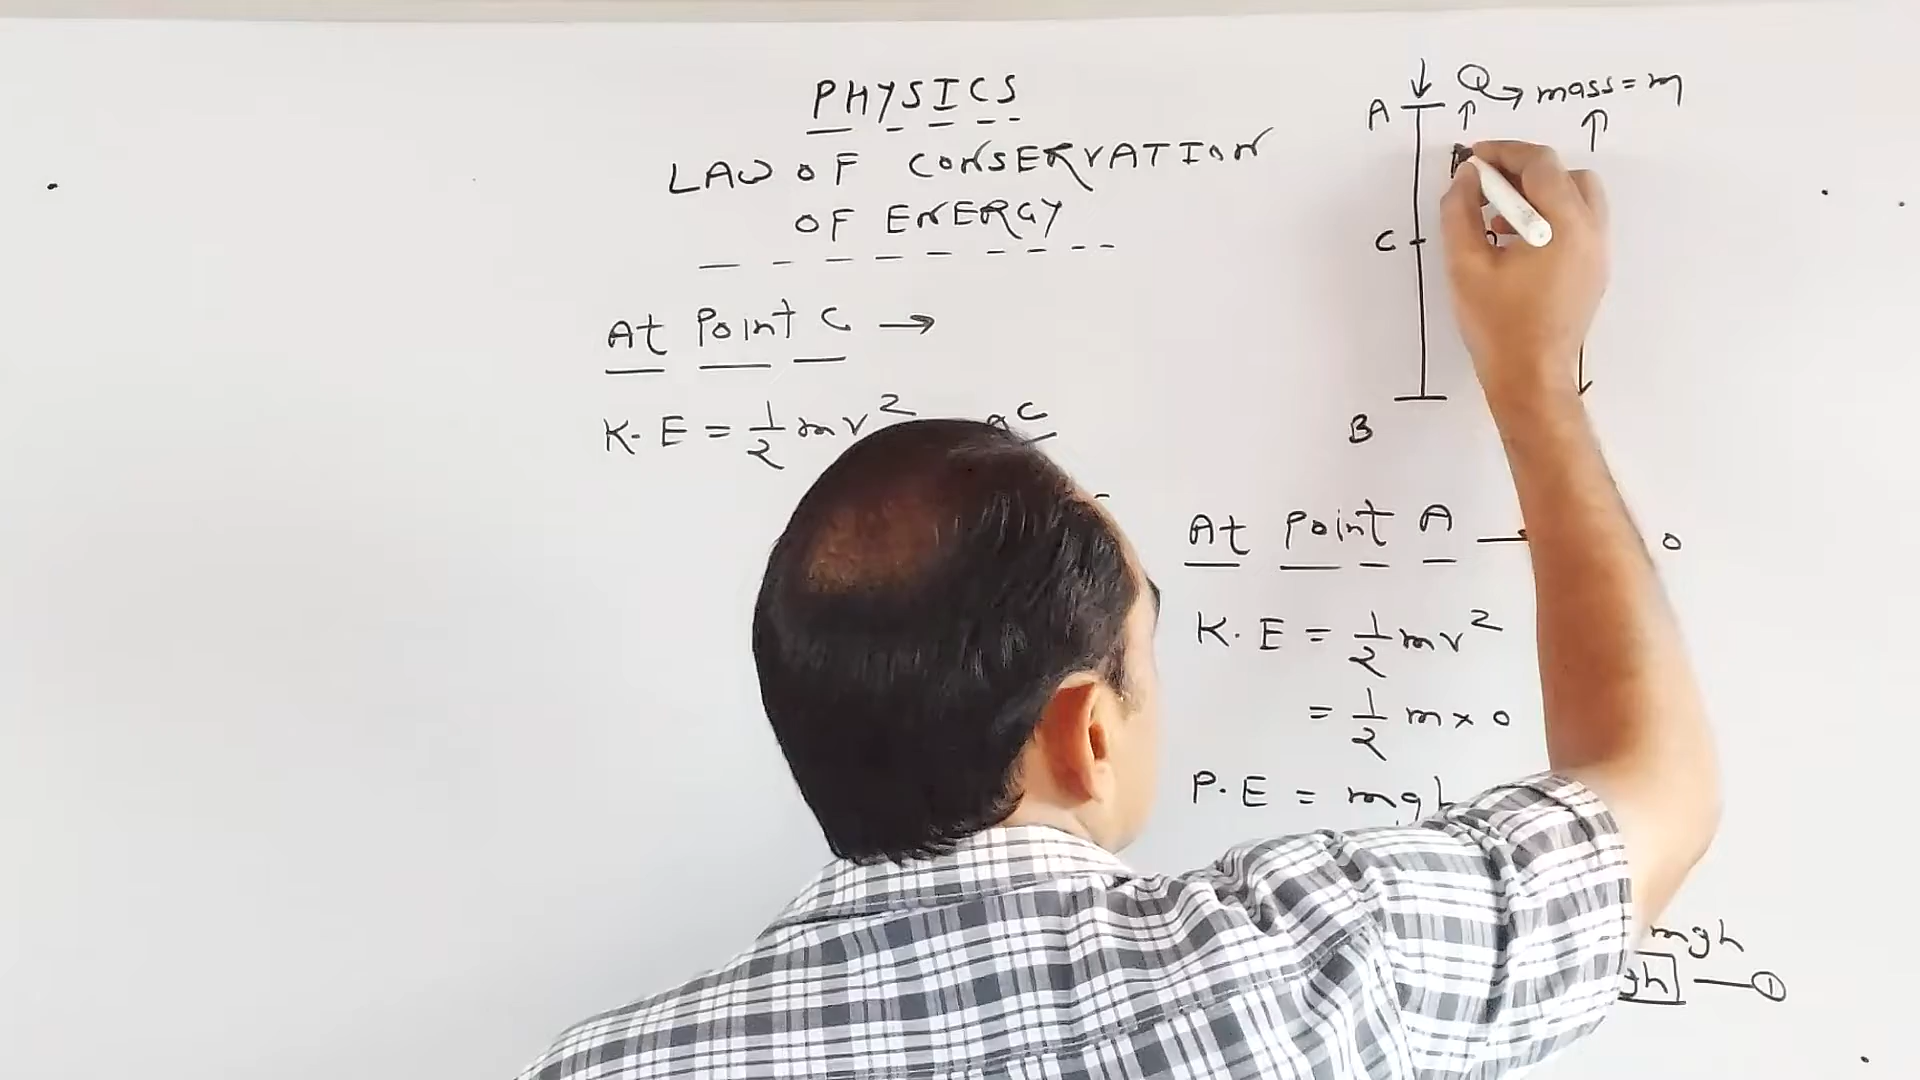 PHYSICS
LAW OF CONSERVATION
OF ENERGY
At Point C →
K.E = 1/2 mv²
C
A
mass = m
C
B
At Point A
0
K.E = 1/2 mv²
= 1/2 m × 0
P.E = mgh
mgh
gh ①